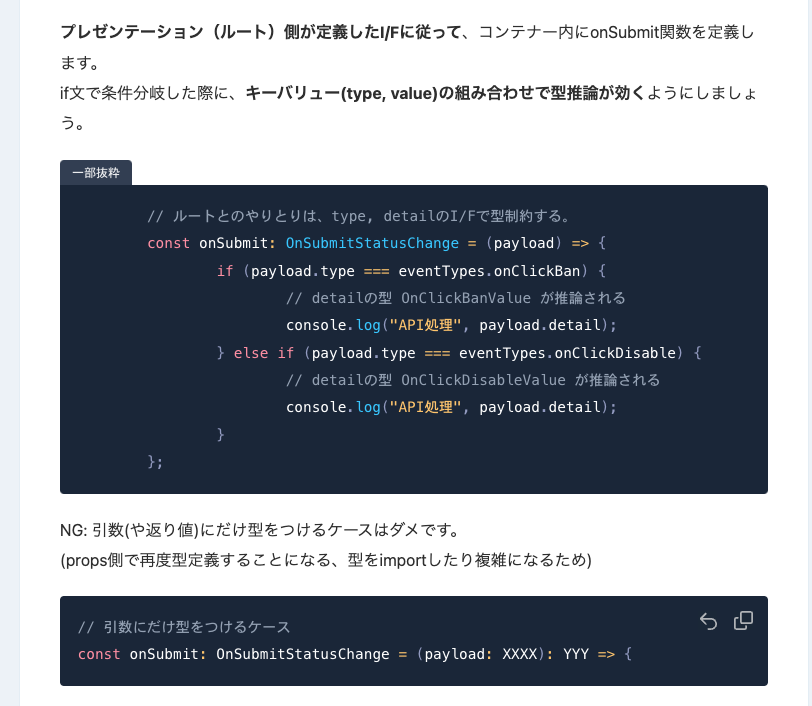 プレゼンテーション（ルート）側が定義したI/Fに従って、コンテナー内にonSubmit関数を定義し
ます。
if文で条件分岐した際に、キーバリュー(type, value)の組み合わせで型推論が効くようにしましょ
う。
一部抜粋
// ルートとのやりとりは、type, detailのI/Fで型制約する。
const onSubmit: OnSubmitStatusChange = (payload) => {
if (payload.type === eventTypes.onClickBan) {
// detailの型 OnClickBanValue が推論される
console.log("API処理", payload.detail);
} else if (payload.type === eventTypes.onClickDisable) {
// detailの型 OnClickDisableValue が推論される
console.log("API処理", payload.detail);
}
};
NG: 引数(や返り値)にだけ型をつけるケースはダメです。
(props側で再度型定義することになる、型をimportしたり複雑になるため)
// 引数にだけ型をつけるケース
const onSubmit: OnSubmitStatusChange = (payload: XXXX): YYY => {